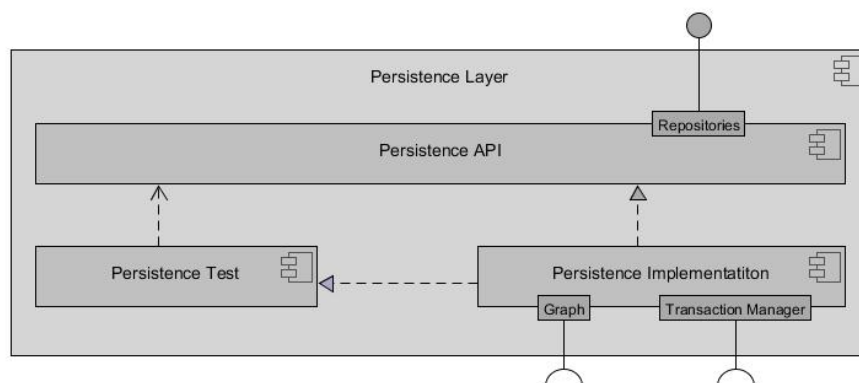 Persistence Layer
Repositories
Persistence API
Persistence Test
Persistence Implementatiton
Graph
Transaction Manager